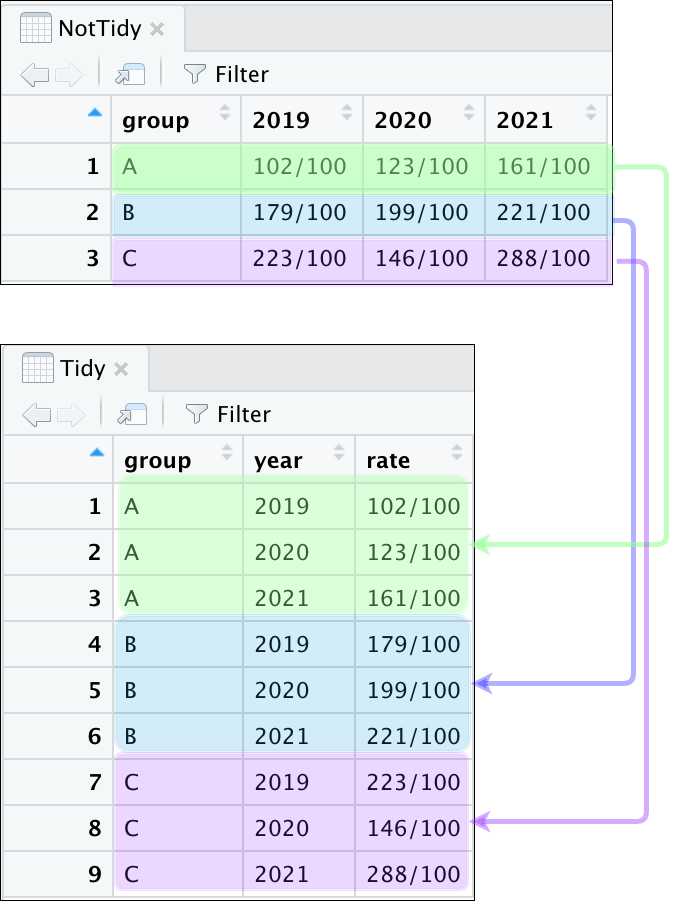 NotTidy
Filter
group 2019 2020 2021
1 A 102/100 123/100 161/100
2 B 179/100 199/100 221/100
3 C 223/100 146/100 288/100
Tidy
Filter
group year rate
1 A 2019 102/100
2 A 2020 123/100
3 A 2021 161/100
4 B 2019 179/100
5 B 2020 199/100
6 B 2021 221/100
7 C 2019 223/100
8 C 2020 146/100
9 C 2021 288/100